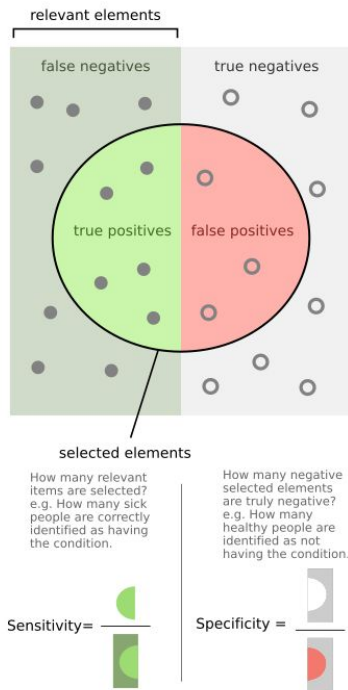 relevant elements
false negatives
true negatives
true positives
false positives
selected elements
How many relevant
items are selected?
e.g. How many sick
people are correctly
identified as having
the condition.
How many negative
selected elements
are truly negative?
e.g. How many
healthy people are
identified as not
having the condition.
Sensitivity=
Specificity =